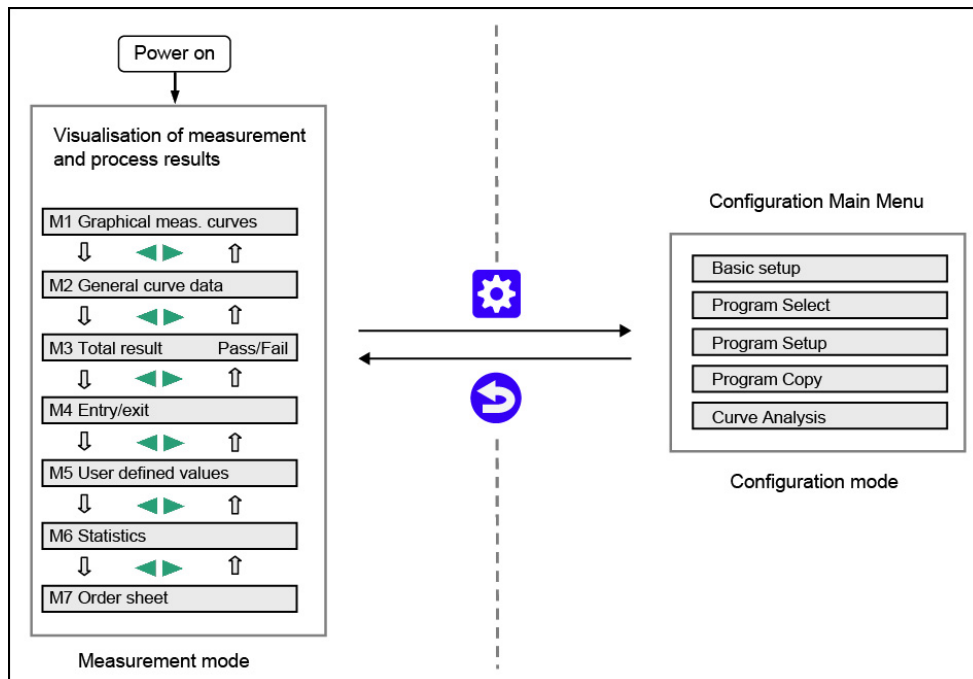 Power on
Visualisation of measurement
and process results
M1 Graphical meas. curves
M2 General curve data
M3 Total result Pass/Fail
M4 Entry/exit
M5 User defined values
M6 Statistics
M7 Order sheet
Measurement mode
Configuration Main Menu
Basic setup
Program Select
Program Setup
Program Copy
Curve Analysis
Configuration mode